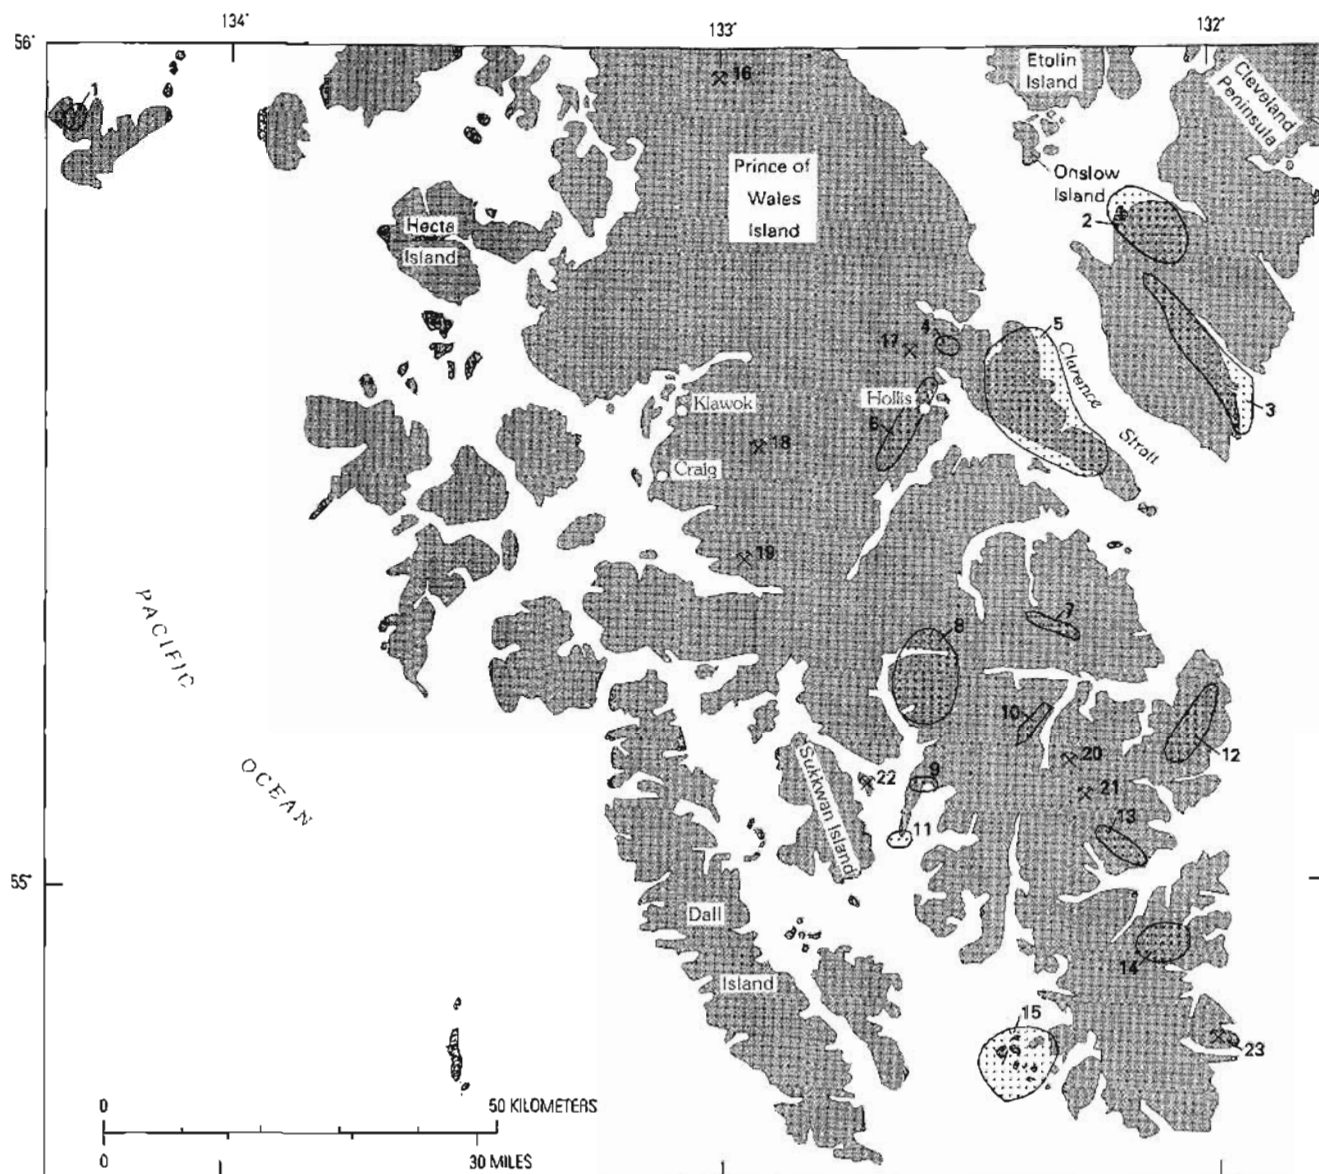 134°
133°
132°
56°
1
16
Etolin
Island
Cleveland
Peninsula
Onslow
Island
Prince of
Wales
Island
Hecta
Island
2
3
4
5
17
Clarence
Strait
Klawok
Hollis
6
18
Craig
19
7
8
PACIFIC
OCEAN
10
12
20
22
9
21
Sukkwan Island
11
13
55°
Dall
Island
14
15
23
0
50 KILOMETERS
0
30 MILES